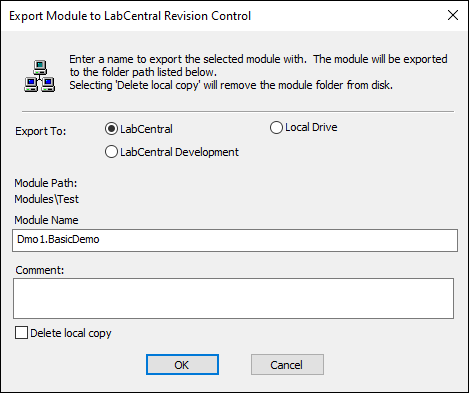 Export Module to LabCentral Revision Control
Enter a name to export the selected module with.  The module will be exported
to the folder path listed below.
Selecting 'Delete local copy' will remove the module folder from disk.
Export To:
LabCentral
Local Drive
LabCentral Development
Module Path:
Modules\Test
Module Name
Dmo1.BasicDemo
Comment:
Delete local copy
OK
Cancel